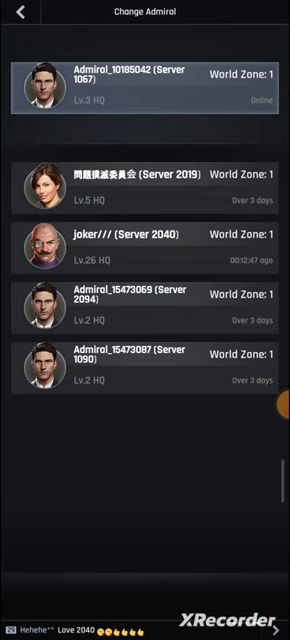 Change Admiral
Admiral_10185042 (Server
1067)
World Zone: 1
Lv.3 HQ
Online
問題撲滅委員会 (Server 2019)
World Zone: 1
Lv.5 HQ
Over 3 days
joker/// (Server 2040)
World Zone: 1
Lv.26 HQ
00:12:47 ago
Admiral_15473069 (Server
2094)
World Zone: 1
Lv.2 HQ
Over 3 days
Admiral_15473087 (Server
1090)
World Zone: 1
Lv.2 HQ
Over 3 days
Hehehe** Love 2040 😘😘👍👍👍👍
XRecorder